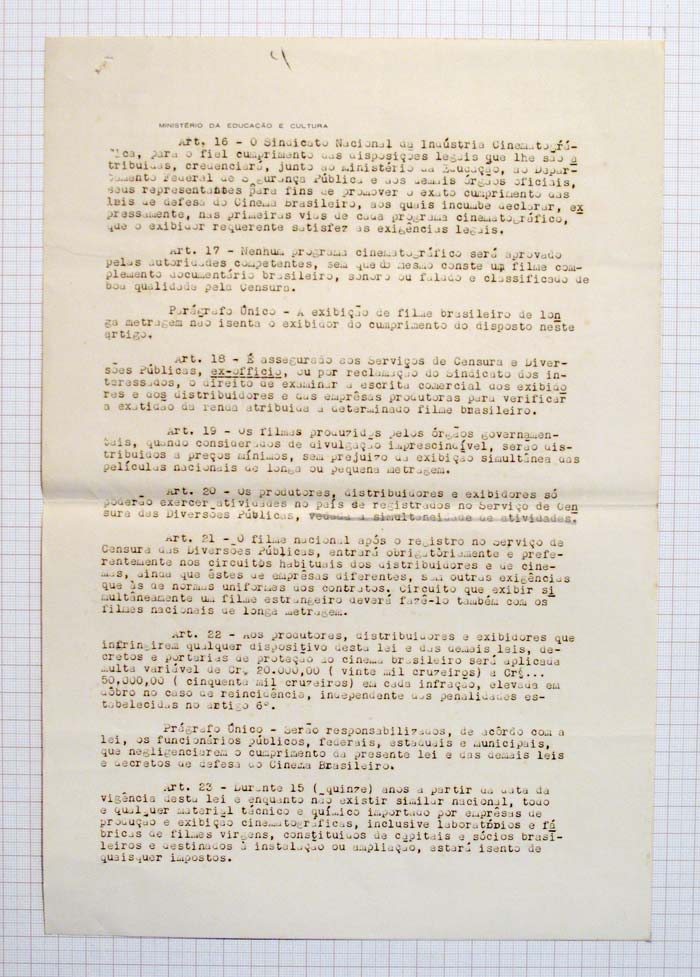 4
MINISTÉRIO DA EDUCAÇÃO E CULTURA
Art. 16 - O Sindicato Nacional da Indústria Cinematográ-
fica, para o fiel cumprimento das disposições legais que lhe são a
tribuidas, credenciará, junto ao ministério da Educação, ao Depar-
tamento Federal de Segurança Pública e aos demais órgãos oficiais,
seus representantes para fins de promover o exato cumprimento das
leis de defesa do Cinema Brasileiro, aos quais incumbe declarar, ex
pressamente, nas primeiras vias de cada programa cinematográfico,
que o exibidor requerente satisfez as exigências legais.
Art. 17 - Nenhum programa cinematográfico será aprovado
pelas autoridades competentes, sem que do mesmo conste um filme com-
plemento documentário brasileiro, sonoro ou falado e classificado de
boa qualidade pela Censura.
Parágrafo Único - A exibição de filme brasileiro de lon
ga metragem não isenta o exibidor do cumprimento do disposto neste
artigo.
Art. 18 - É assegurado aos Serviços de Censura e Diver-
sões Públicas, ex-officio, ou por reclamação do Sindicato dos in-
teressados, o direito de examinar a escrita comercial dos exibido
res e dos distribuidores e das emprêsas produtoras para verificar
a exatidão da renda atribuida a determinado filme brasileiro.
Art. 19 - Os filmes produzidos pelos órgãos governamen-
tais, quando considerados de divulgação imprescindível, serão dis-
tribuidos a preços mínimos, sem prejuizo da exibição simultânea das
películas nacionais de longa ou pequena metragem.
Art. 20 - Os produtores, distribuidores e exibidores só
poderão exercer atividades no país de registrados no Serviço de Cen
sura das Diversões Públicas, vedada a simultaneidade de atividades.
Art. 21 - O filme nacional após o registro no Serviço de
Censura das Diversões Públicas, entrará obrigatóriamente e prefe-
rentemente nos circuitos habituais dos distribuidores e de cine-
mas, ainda que êstes de emprêsas diferentes, sem outras exigências
que às de normas uniformes dos contratos. Circuito que exibir si
multâneamente um filme estrangeiro deverá fazê-lo também com os
filmes nacionais de longa metragem.
Art. 22 - Aos produtores, distribuidores e exibidores que
infringirem qualquer dispositivo desta lei e das demais leis, de-
cretos e portarias de proteção ao cinema brasileiro será aplicada
multa variável de Cr$ 20.000,00 ( vinte mil cruzeiros) a Cr$...
50.000,00 ( cinquenta mil cruzeiros) em cada infração, elevada em
dôbro no caso de reincidência, independente das penalidades es-
tabelecidas no artigo 6º.
Prágrafo Único - Serão responsabilizados, de acôrdo com a
lei, os funcionários públicos, federais, estaduais e municipais,
que negligenciarem o cumprimento da presente lei e das demais leis
e decretos de defesa do Cinema Brasileiro.
Art. 23 - Durante 15 (quinze) anos a partir da data da
vigência desta lei e enquanto não existir similar nacional, todo
e qualquer material técnico e químico importado por emprêsas de
produção e exibição cinematográficas, inclusive laboratórios e fá
bricas de filmes virgens, constituidos de capitais e sócios brasi-
leiros e destinados à instalação ou ampliação, estará isento de
quaisquer impostos.